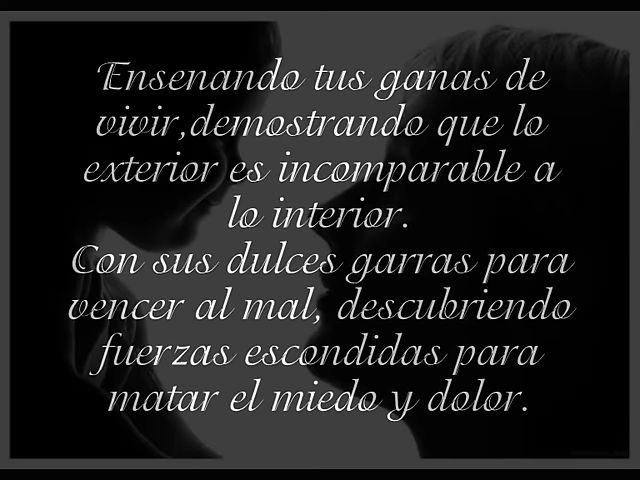 Ensenando tus ganas de
vivir,demostrando que lo
exterior es incomparable a
lo interior.
Con sus dulces garras para
vencer al mal, descubriendo
fuerzas escondidas para
matar el miedo y dolor.